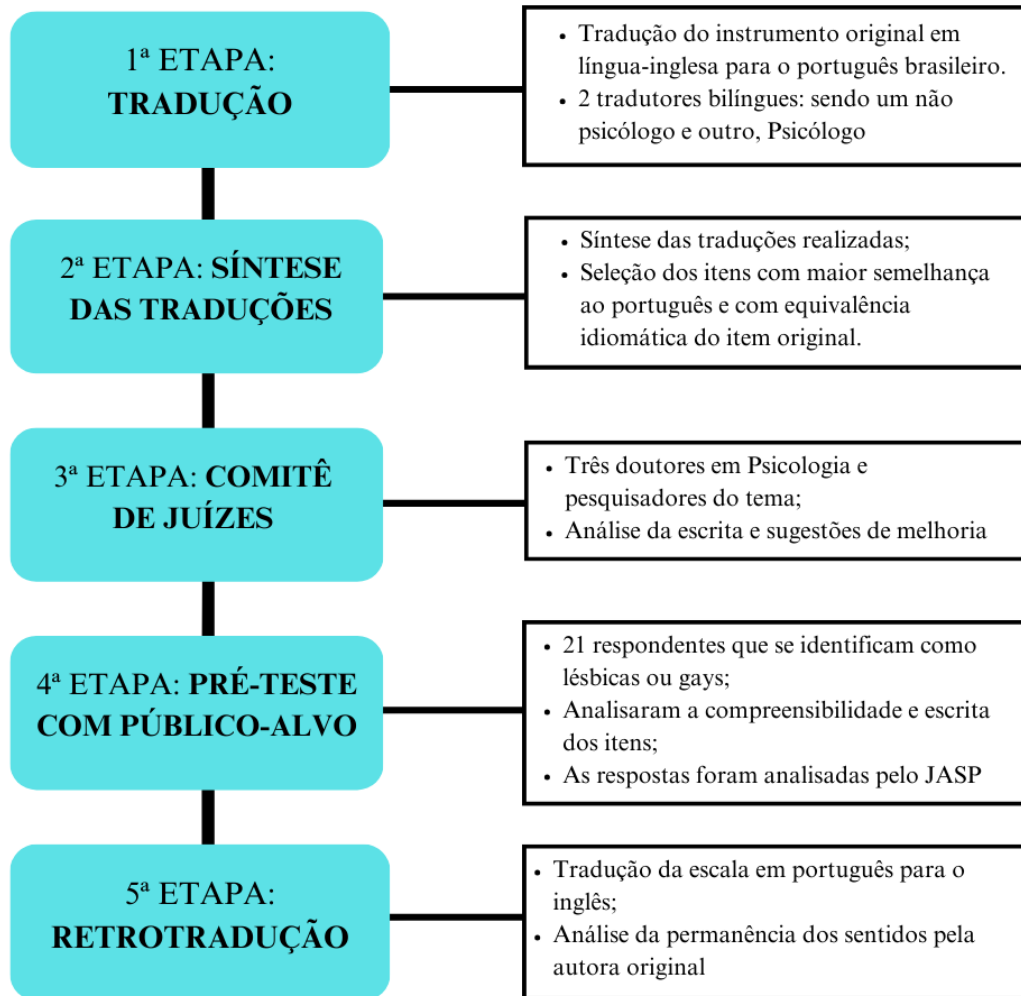 1ª ETAPA:
TRADUÇÃO
• Tradução do instrumento original em
língua-inglesa para o português brasileiro.
• 2 tradutores bilíngues: sendo um não
psicólogo e outro, Psicólogo
2ª ETAPA: SÍNTESE
DAS TRADUÇÕES
• Síntese das traduções realizadas;
• Seleção dos itens com maior semelhança
ao português e com equivalência
idiomática do item original.
3ª ETAPA: COMITÊ
DE JUÍZES
• Três doutores em Psicologia e
pesquisadores do tema;
• Análise da escrita e sugestões de melhoria
4ª ETAPA: PRÉ-TESTE
COM PÚBLICO-ALVO
• 21 respondentes que se identificam como
lésbicas ou gays;
• Analisaram a compreensibilidade e escrita
dos itens;
• As respostas foram analisadas pelo JASP
5ª ETAPA:
RETROTRADUÇÃO
• Tradução da escala em português para o
inglês;
• Análise da permanência dos sentidos pela
autora original